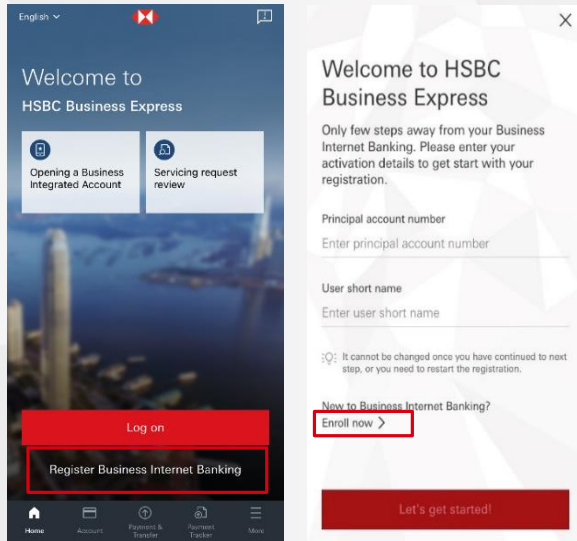 English
Welcome to
HSBC Business Express
Opening a Business
Integrated Account
Servicing request
review
Log on
Register Business Internet Banking
Home
Account
Payment &
Transfer
Payment
Tracker
More
Welcome to HSBC
Business Express
Only few steps away from your Business
Internet Banking. Please enter your
activation details to get start with your
registration.
Principal account number
Enter principal account number
User short name
Enter user short name
It cannot be changed once you have continued to next
step, or you need to restart the registration.
New to Business Internet Banking?
Enroll now
Let's get started!